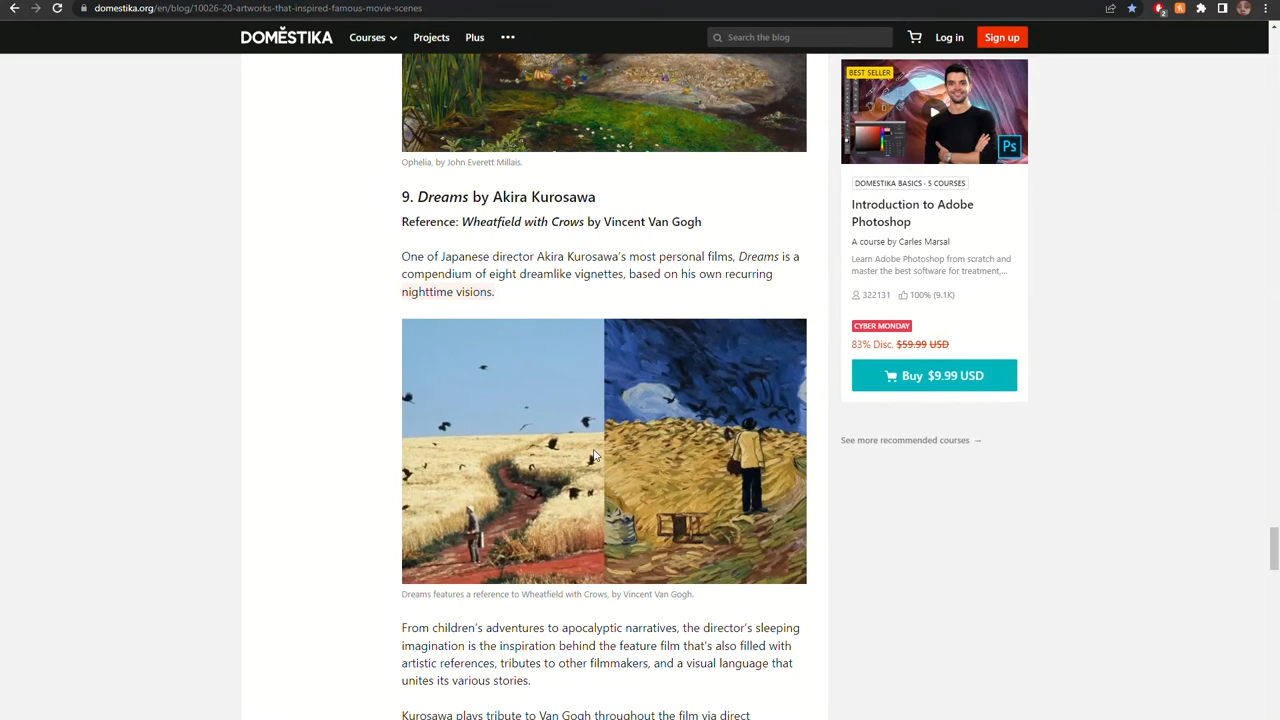 domestika.org/en/blog/10026-20-artworks-that-inspired-famous-movie-scenes
2
DOMĚSTIKA
Courses
Projects
Plus
•••
Search the blog
Log in
Sign up
Ophelia, by John Everett Millais.
9. Dreams by Akira Kurosawa
Reference: Wheatfield with Crows by Vincent Van Gogh
One of Japanese director Akira Kurosawa's most personal films, Dreams is a
compendium of eight dreamlike vignettes, based on his own recurring
nighttime visions.
Dreams features a reference to Wheatfield with Crows, by Vincent Van Gogh.
From children's adventures to apocalyptic narratives, the director's sleeping
imagination is the inspiration behind the feature film that's also filled with
artistic references, tributes to other filmmakers, and a visual language that
unites its various stories.
Kurosawa plays tribute to Van Gogh throughout the film via direct
BEST SELLER
Ps
DOMESTIKA BASICS · 5 COURSES
Introduction to Adobe
Photoshop
A course by Carles Marsal
Learn Adobe Photoshop from scratch and
master the best software for treatment,...
322131 100% (9.1K)
CYBER MONDAY
83% Disc. $59.99 USD
Buy $9.99 USD
See more recommended courses →